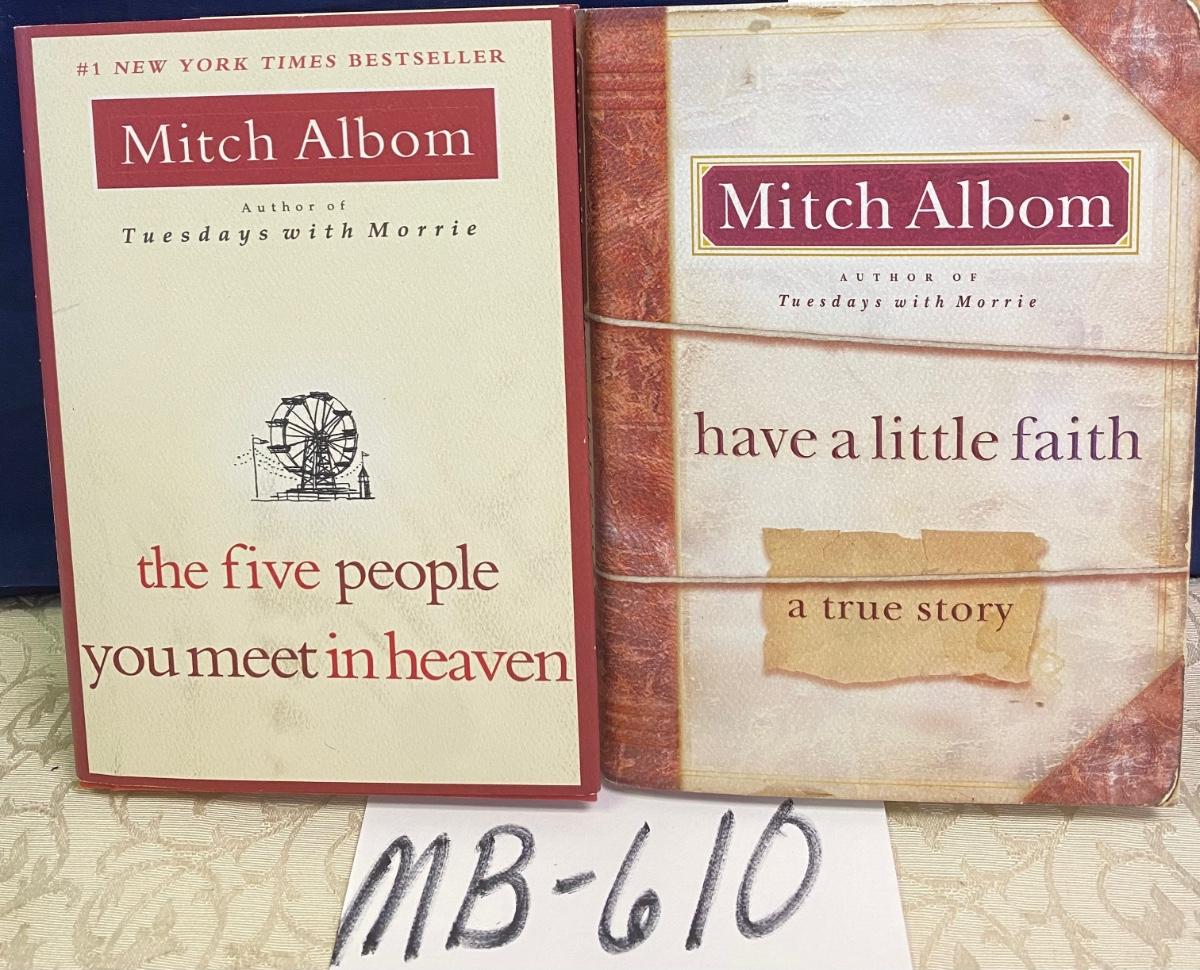 #1 NEW YORK TIMES BESTSELLER
Mitch Albom
Author of
Tuesdays with Morrie
the five people
you meet in heaven
Mitch Albom
AUTHOR OF
Tuesdays with Morrie
have a little faith
a true story
MB-610